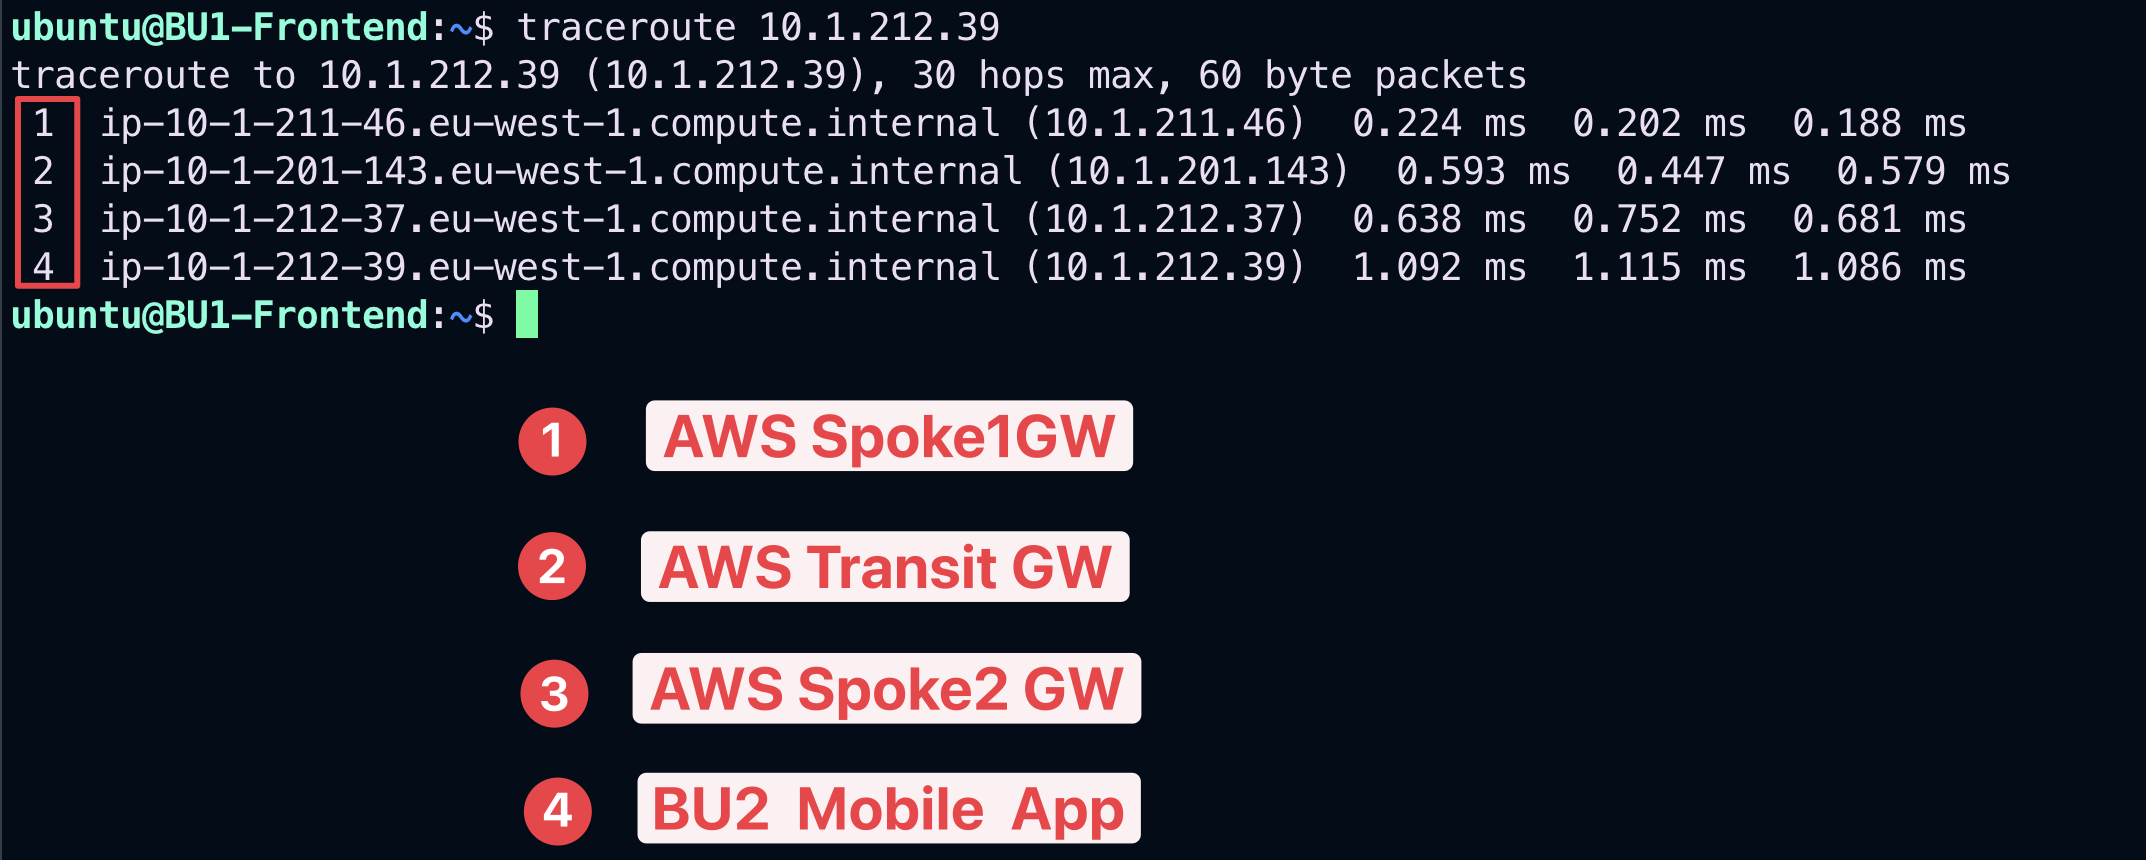 ubuntu@BU1-Frontend:~$ traceroute 10.1.212.39
traceroute to 10.1.212.39 (10.1.212.39), 30 hops max, 60 byte packets
1  ip-10-1-211-46.eu-west-1.compute.internal (10.1.211.46)  0.224 ms  0.202 ms  0.188 ms
2  ip-10-1-201-143.eu-west-1.compute.internal (10.1.201.143)  0.593 ms  0.447 ms  0.579 ms
3  ip-10-1-212-37.eu-west-1.compute.internal (10.1.212.37)  0.638 ms  0.752 ms  0.681 ms
4  ip-10-1-212-39.eu-west-1.compute.internal (10.1.212.39)  1.092 ms  1.115 ms  1.086 ms
ubuntu@BU1-Frontend:~$
1 AWS Spoke1GW
2 AWS Transit GW
3 AWS Spoke2 GW
4 BU2 Mobile App